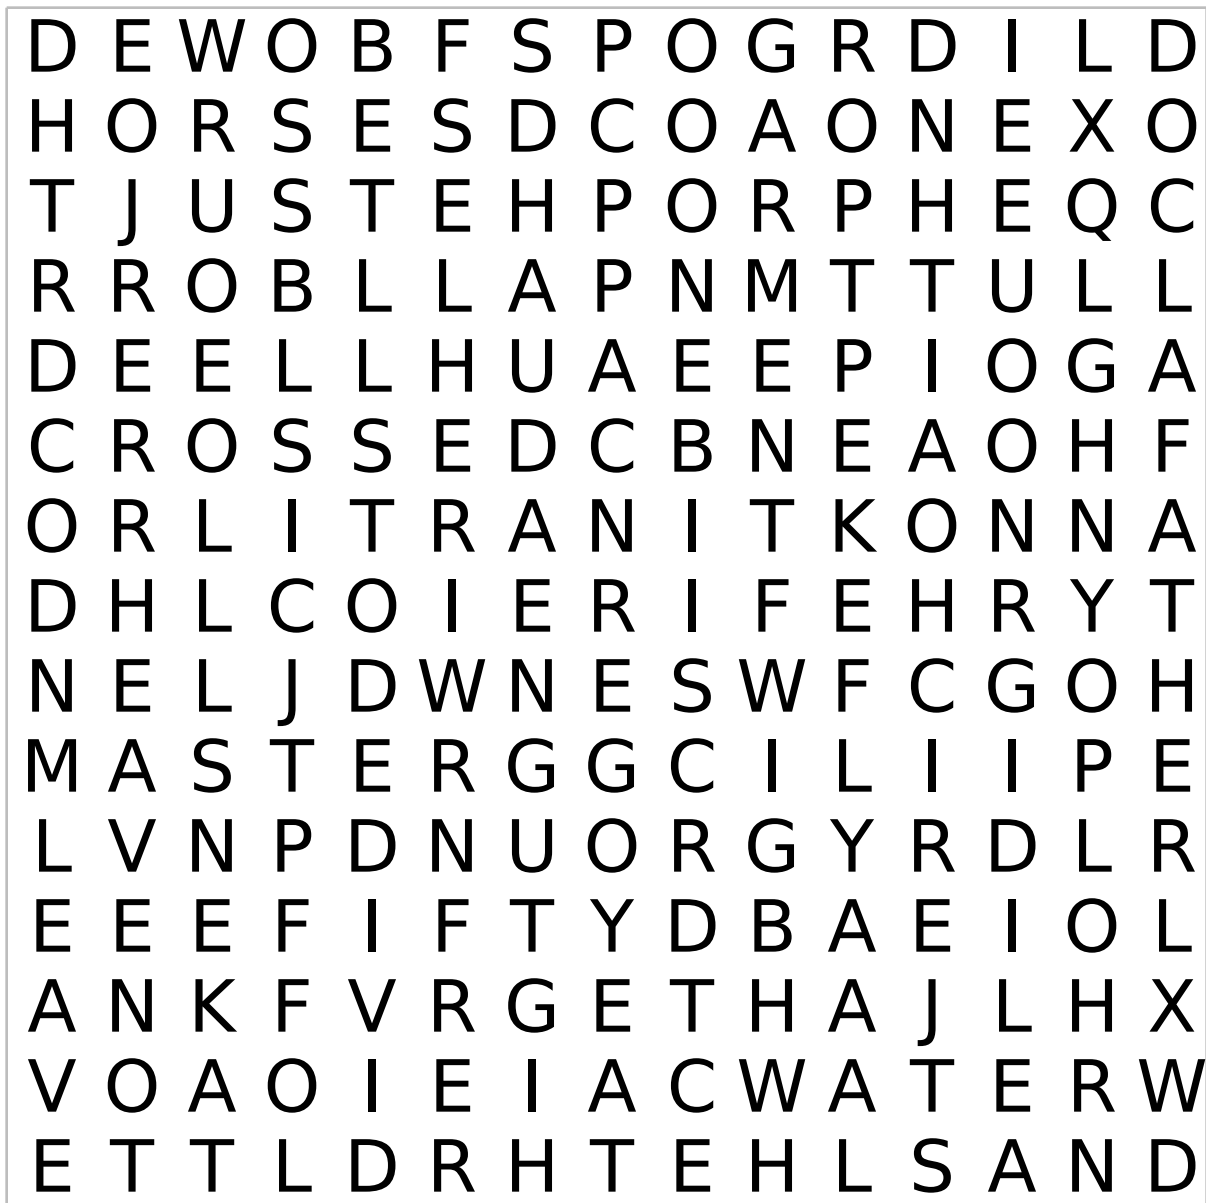 D E W O B F S P O G R D I L D
H O R S E S D C O A O N E X O
T J U S T E H P O R P H E Q C
R R O B L L A P N M T T U L L
D E E L L H U A E E P I O G A
C R O S S E D C B N E A O H F
O R L I T R A N I T K O N N A
D H L C O I E R I F E H R Y T
N E L J D W N E S W F C G O H
M A S T E R G G C I L I I P E
L V N P D N U O R G Y R D L R
E E E F I F T Y D B A E I O L
A N K F V R G E T H A J L H X
V O A O I E I A C W A T E R W
E T T L D R H T E H L S A N D